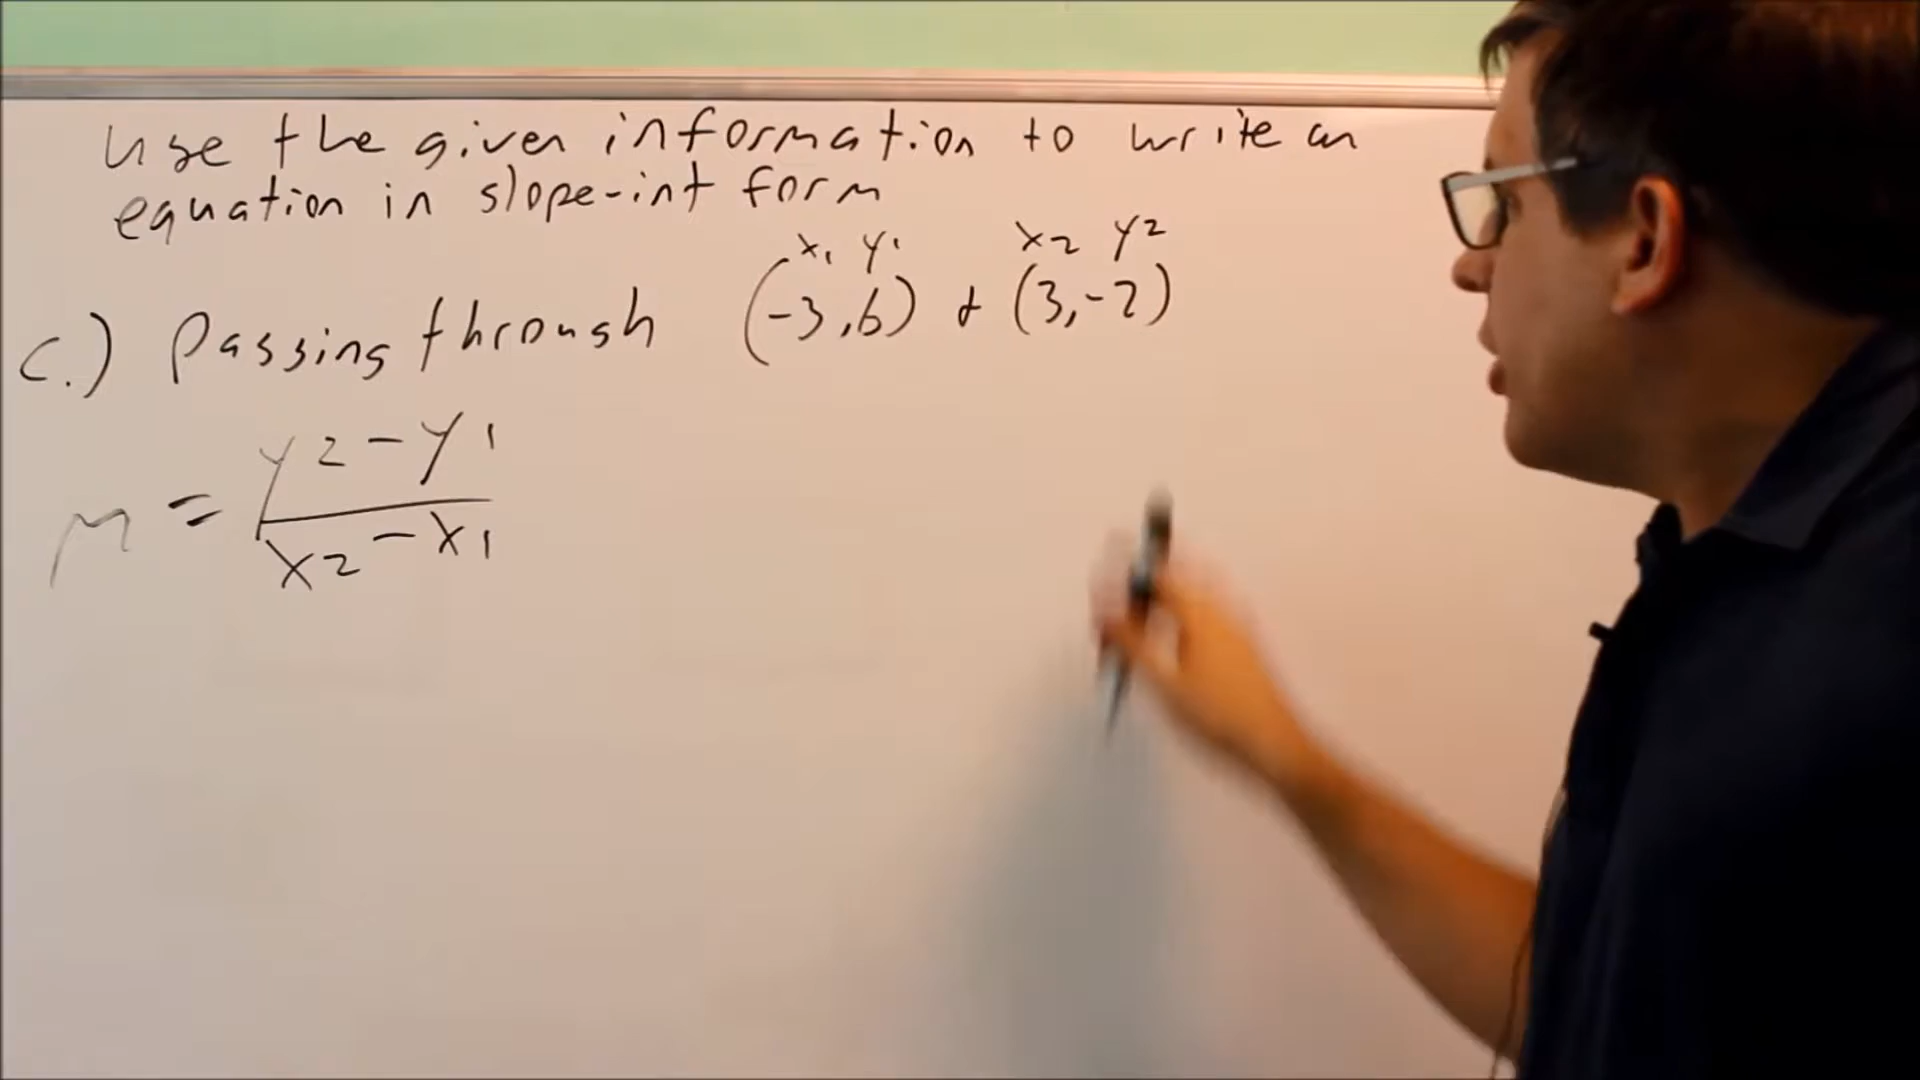 Use the given information to write an
equation in slope-int form
x1 y1 x2 y2
c.) Passing through (-3,6) & (3,-2)
m = y2-y1
x2-x1